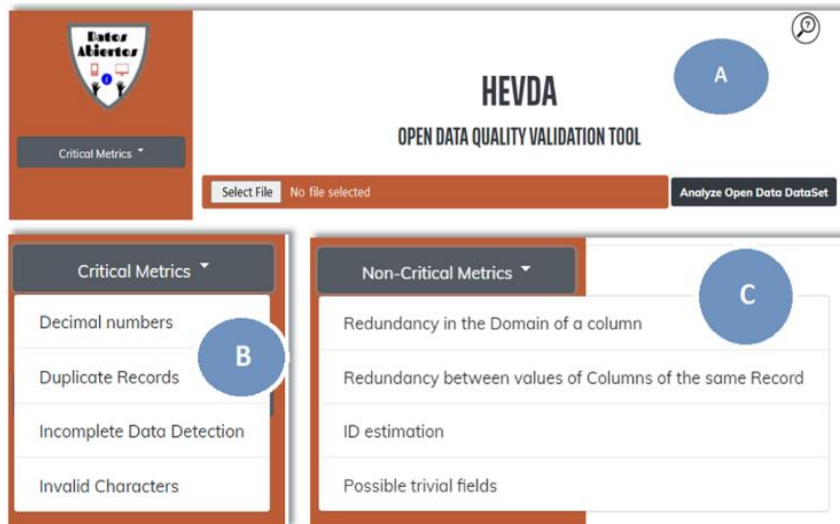 Datos
Abiertos
A
HEVDA
OPEN DATA QUALITY VALIDATION TOOL
Critical Metrics
Select File No file selected
Analyze Open Data DataSet
Critical Metrics
Decimal numbers
B
Duplicate Records
Incomplete Data Detection
Invalid Characters
Non-Critical Metrics
C
Redundancy in the Domain of a column
Redundancy between values of Columns of the same Record
ID estimation
Possible trivial fields